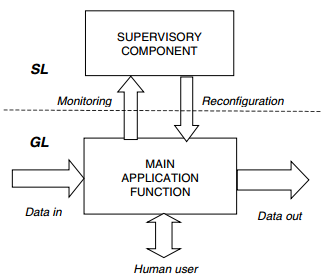 SUPERVISORY
COMPONENT
SL
Monitoring
Reconfiguration
GL
MAIN
APPLICATION
FUNCTION
Data in
Data out
Human user